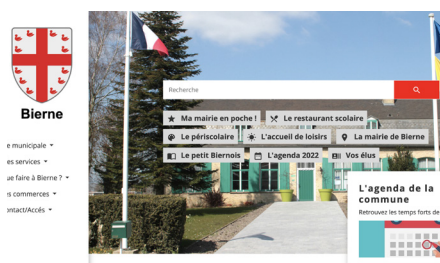 Bierne
e municipale
es services
ue faire à Bierne ?
s commerces
ontact/Accés
Recherche
Ma mairie en poche !
Le restaurant scolaire
Le périscolaire
L'accueil de loisirs
La mairie de Bierne
Le petit Biernois
L'agenda 2022
Vos élus
L'agenda de la
commune
Retrouvez les temps forts de